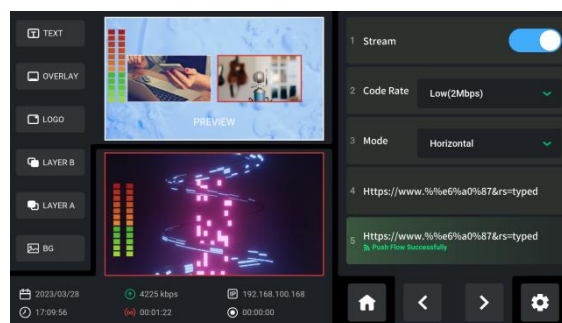 TEXT
OVERLAY
LOGO
LAYER B
LAYER A
BG
PREVIEW
2023/03/28
4225 kbps
IP
192.168.100.168
17:09:56
00:01:22
00:00:00
1 Stream
2 Code Rate
Low(2Mbps)
3 Mode
Horizontal
4 Https://www.%%e6%a0%87&rs=typed
5 Https://www.%%e6%a0%87&rs=typed
Push Flow Successfully